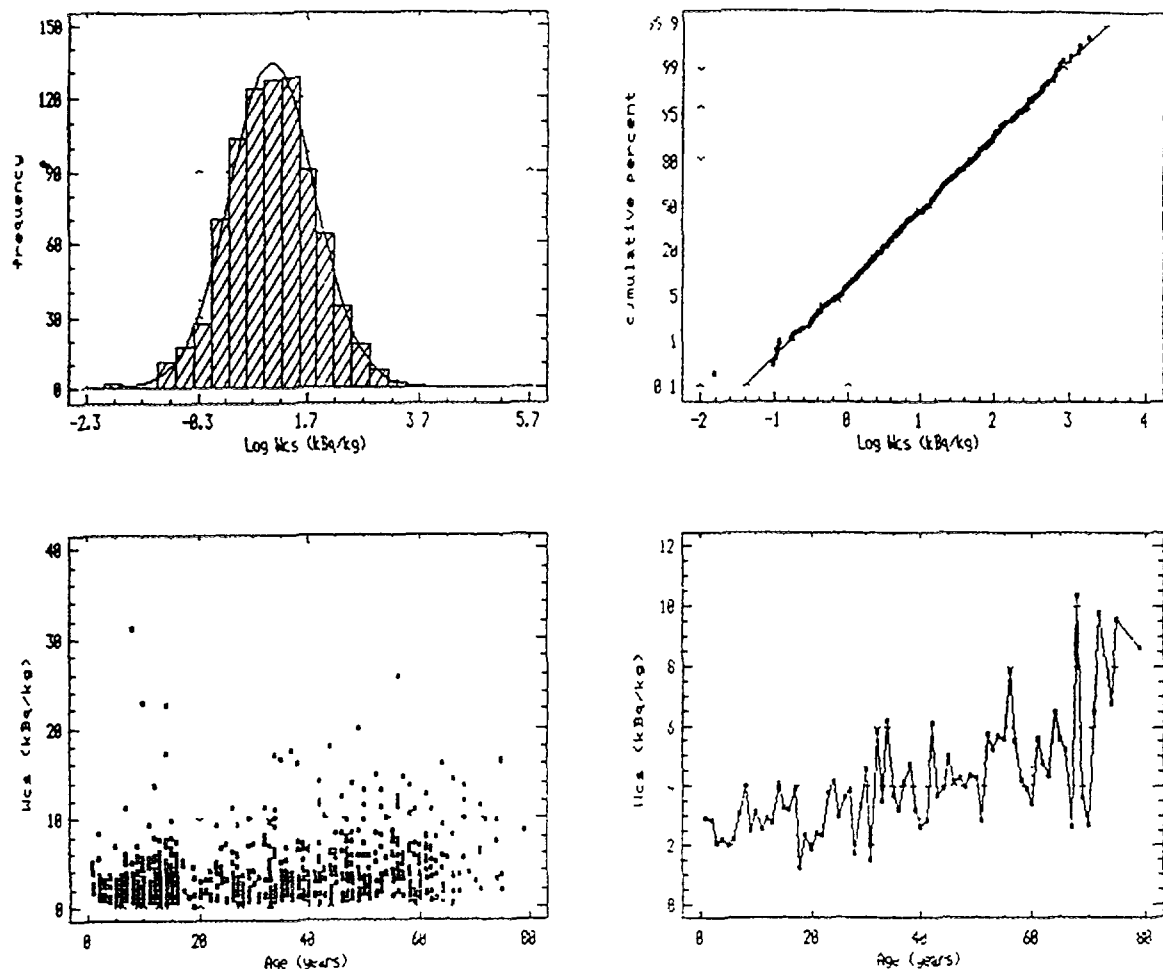 frequency
150
120
90
60
30
0
-2.3 -0.3 1.7 3.7 5.7
Log Wcs (kBq/kg)
cumulative percent
99.9
99
95
80
50
20
5
1
0.1
-2 -1 0 1 2 3 4
Log Wcs (kBq/kg)
Wcs (kBq/kg)
40
30
20
10
0
0 20 40 60 80
Age (years)
Wcs (kBq/kg)
12
10
8
6
4
2
0
0 20 40 60 80
Age (years)